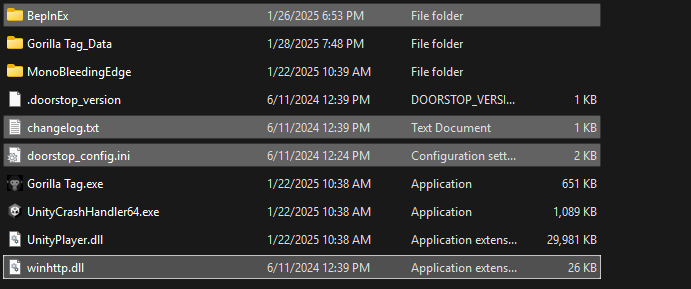 BepInEx 1/26/2025 6:53 PM File folder
Gorilla Tag_Data 1/28/2025 7:48 PM File folder
MonoBleedingEdge 1/22/2025 10:39 AM File folder
.doorstop_version 6/11/2024 12:39 PM DOORSTOP_VERSI... 1 KB
changelog.txt 6/11/2024 12:39 PM Text Document 1 KB
doorstop_config.ini 6/11/2024 12:24 PM Configuration sett... 2 KB
Gorilla Tag.exe 1/22/2025 10:38 AM Application 651 KB
UnityCrashHandler64.exe 1/22/2025 10:38 AM Application 1,089 KB
UnityPlayer.dll 1/22/2025 10:38 AM Application extens... 29,981 KB
winhttp.dll 6/11/2024 12:39 PM Application extens... 26 KB